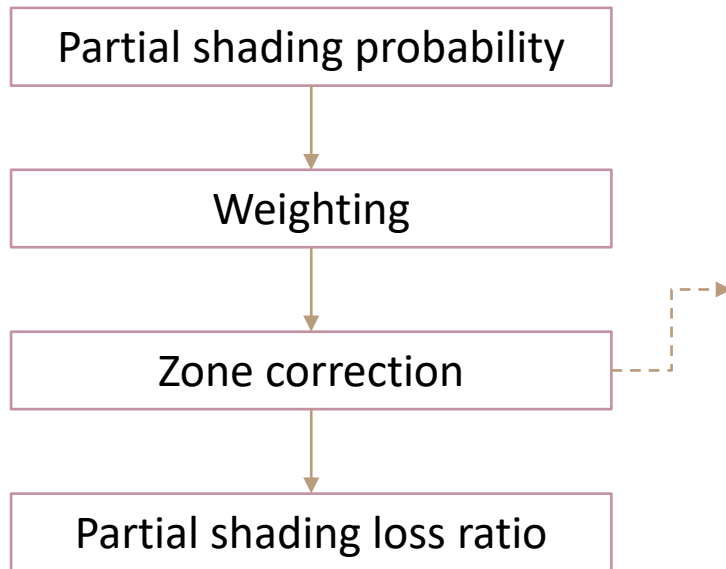 Partial shading probability
Weighting
Zone correction
Partial shading loss ratio